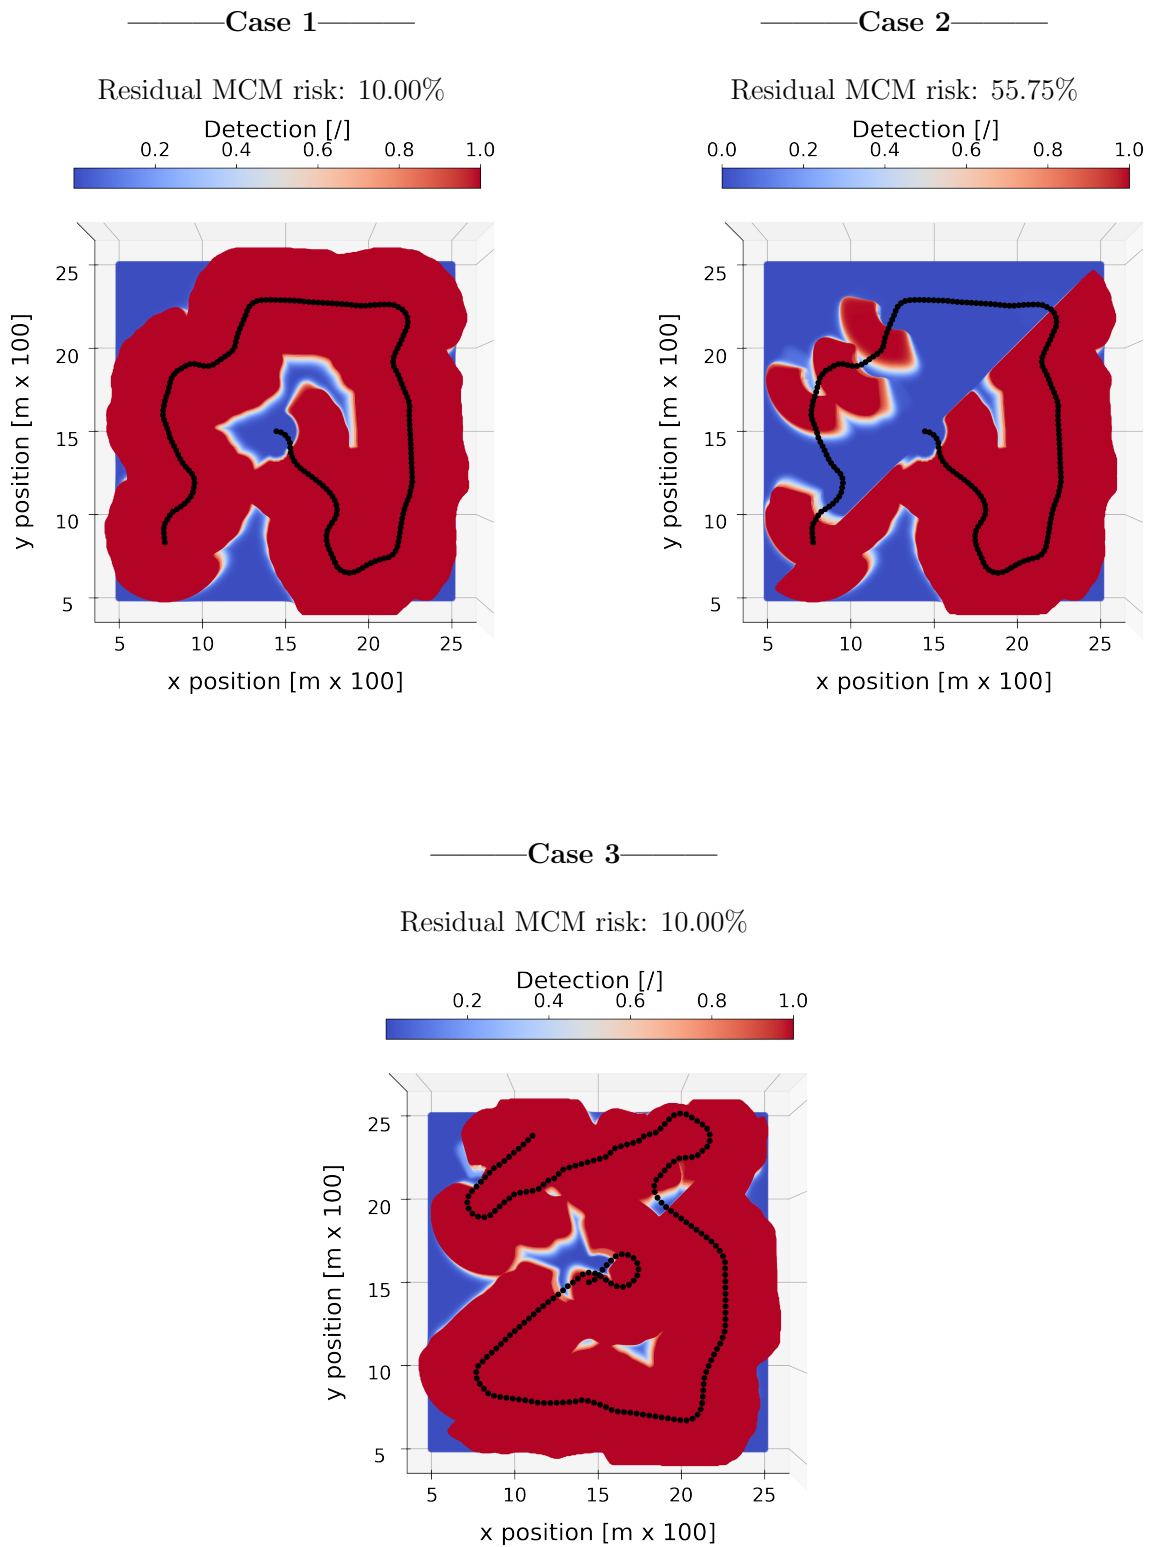 Case 1
Residual MCM risk: 10.00%
Detection [/]
0.2 0.4 0.6 0.8 1.0
25
20
15
10
5
y position [m x 100]
5 10 15 20 25
x position [m x 100]
Case 2
Residual MCM risk: 55.75%
Detection [/]
0.0 0.2 0.4 0.6 0.8 1.0
25
20
15
10
5
y position [m x 100]
5 10 15 20 25
x position [m x 100]
Case 3
Residual MCM risk: 10.00%
Detection [/]
0.2 0.4 0.6 0.8 1.0
25
20
15
10
5
y position [m x 100]
5 10 15 20 25
x position [m x 100]